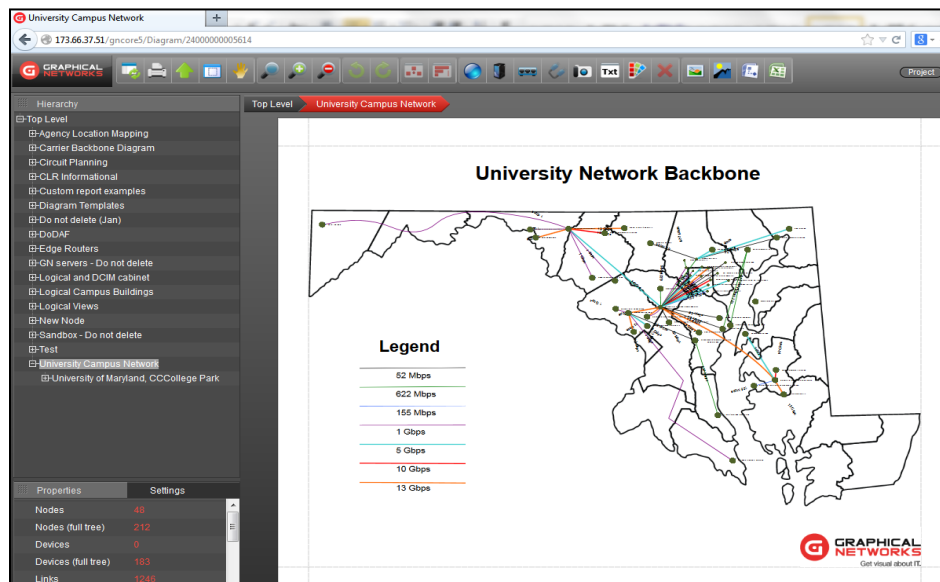 University Campus Network
173.66.37.51/gncore5/Diagram/24000000005614
GRAPHICAL
NETWORKS
Txt
Project
Hierarchy
Top Level
University Campus Network
Top Level
Agency Location Mapping
Carrier Backbone Diagram
Circuit Planning
CLR Informational
Custom report examples
Diagram Templates
Do not delete (Jan)
DoDAF
Edge Routers
GN servers - Do not delete
Logical and DCIM cabinet
Logical Campus Buildings
Logical Views
New Node
Sandbox - Do not delete
Test
University Campus Network
University of Maryland, CCCollege Park
Properties
Settings
Nodes 48
Nodes (full tree) 212
Devices 0
Devices (full tree) 183
Links 1246
University Network Backbone
Legend
52 Mbps
622 Mbps
155 Mbps
1 Gbps
5 Gbps
10 Gbps
13 Gbps
GRAPHICAL
NETWORKS
Get visual about IT.